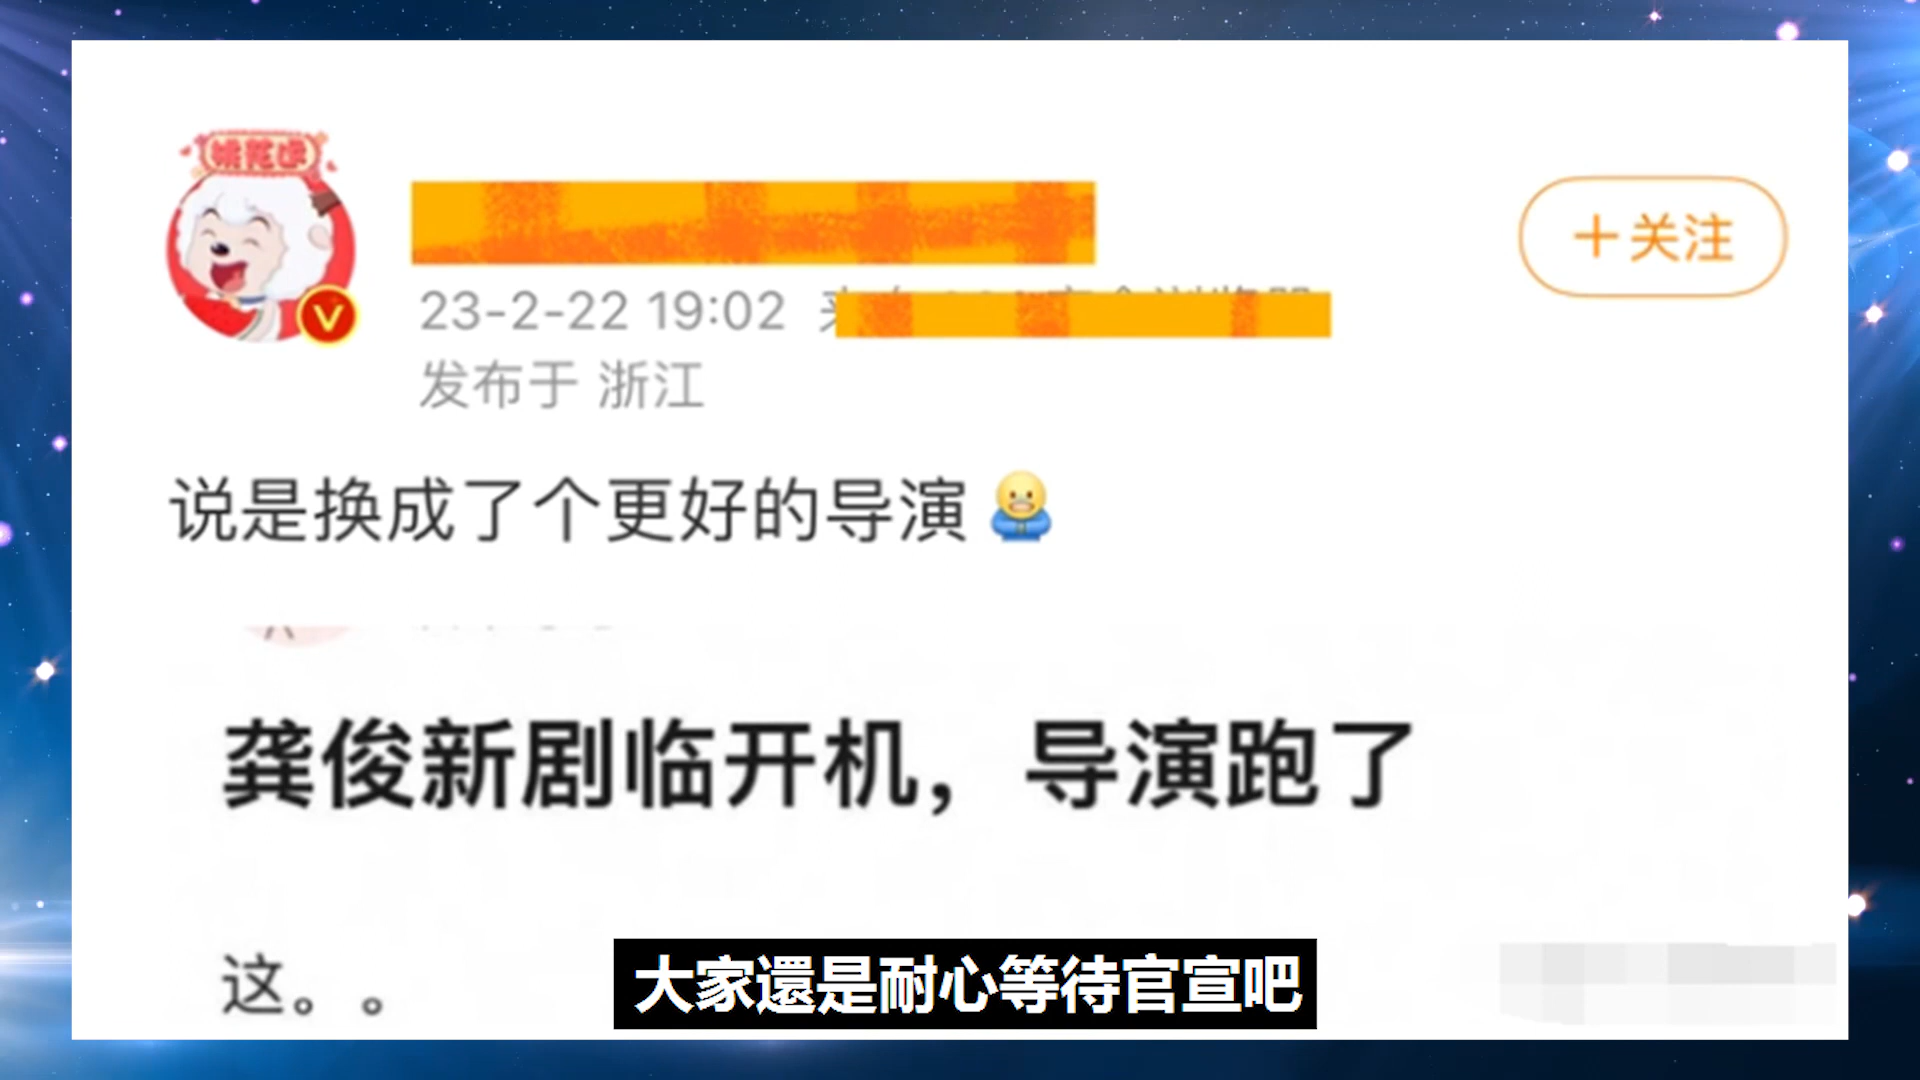 23-2-22 19:02 来
发布于 浙江
+关注
说是换成了个更好的导演
龚俊新剧临开机，导演跑了
这。。
大家還是耐心等待官宣吧